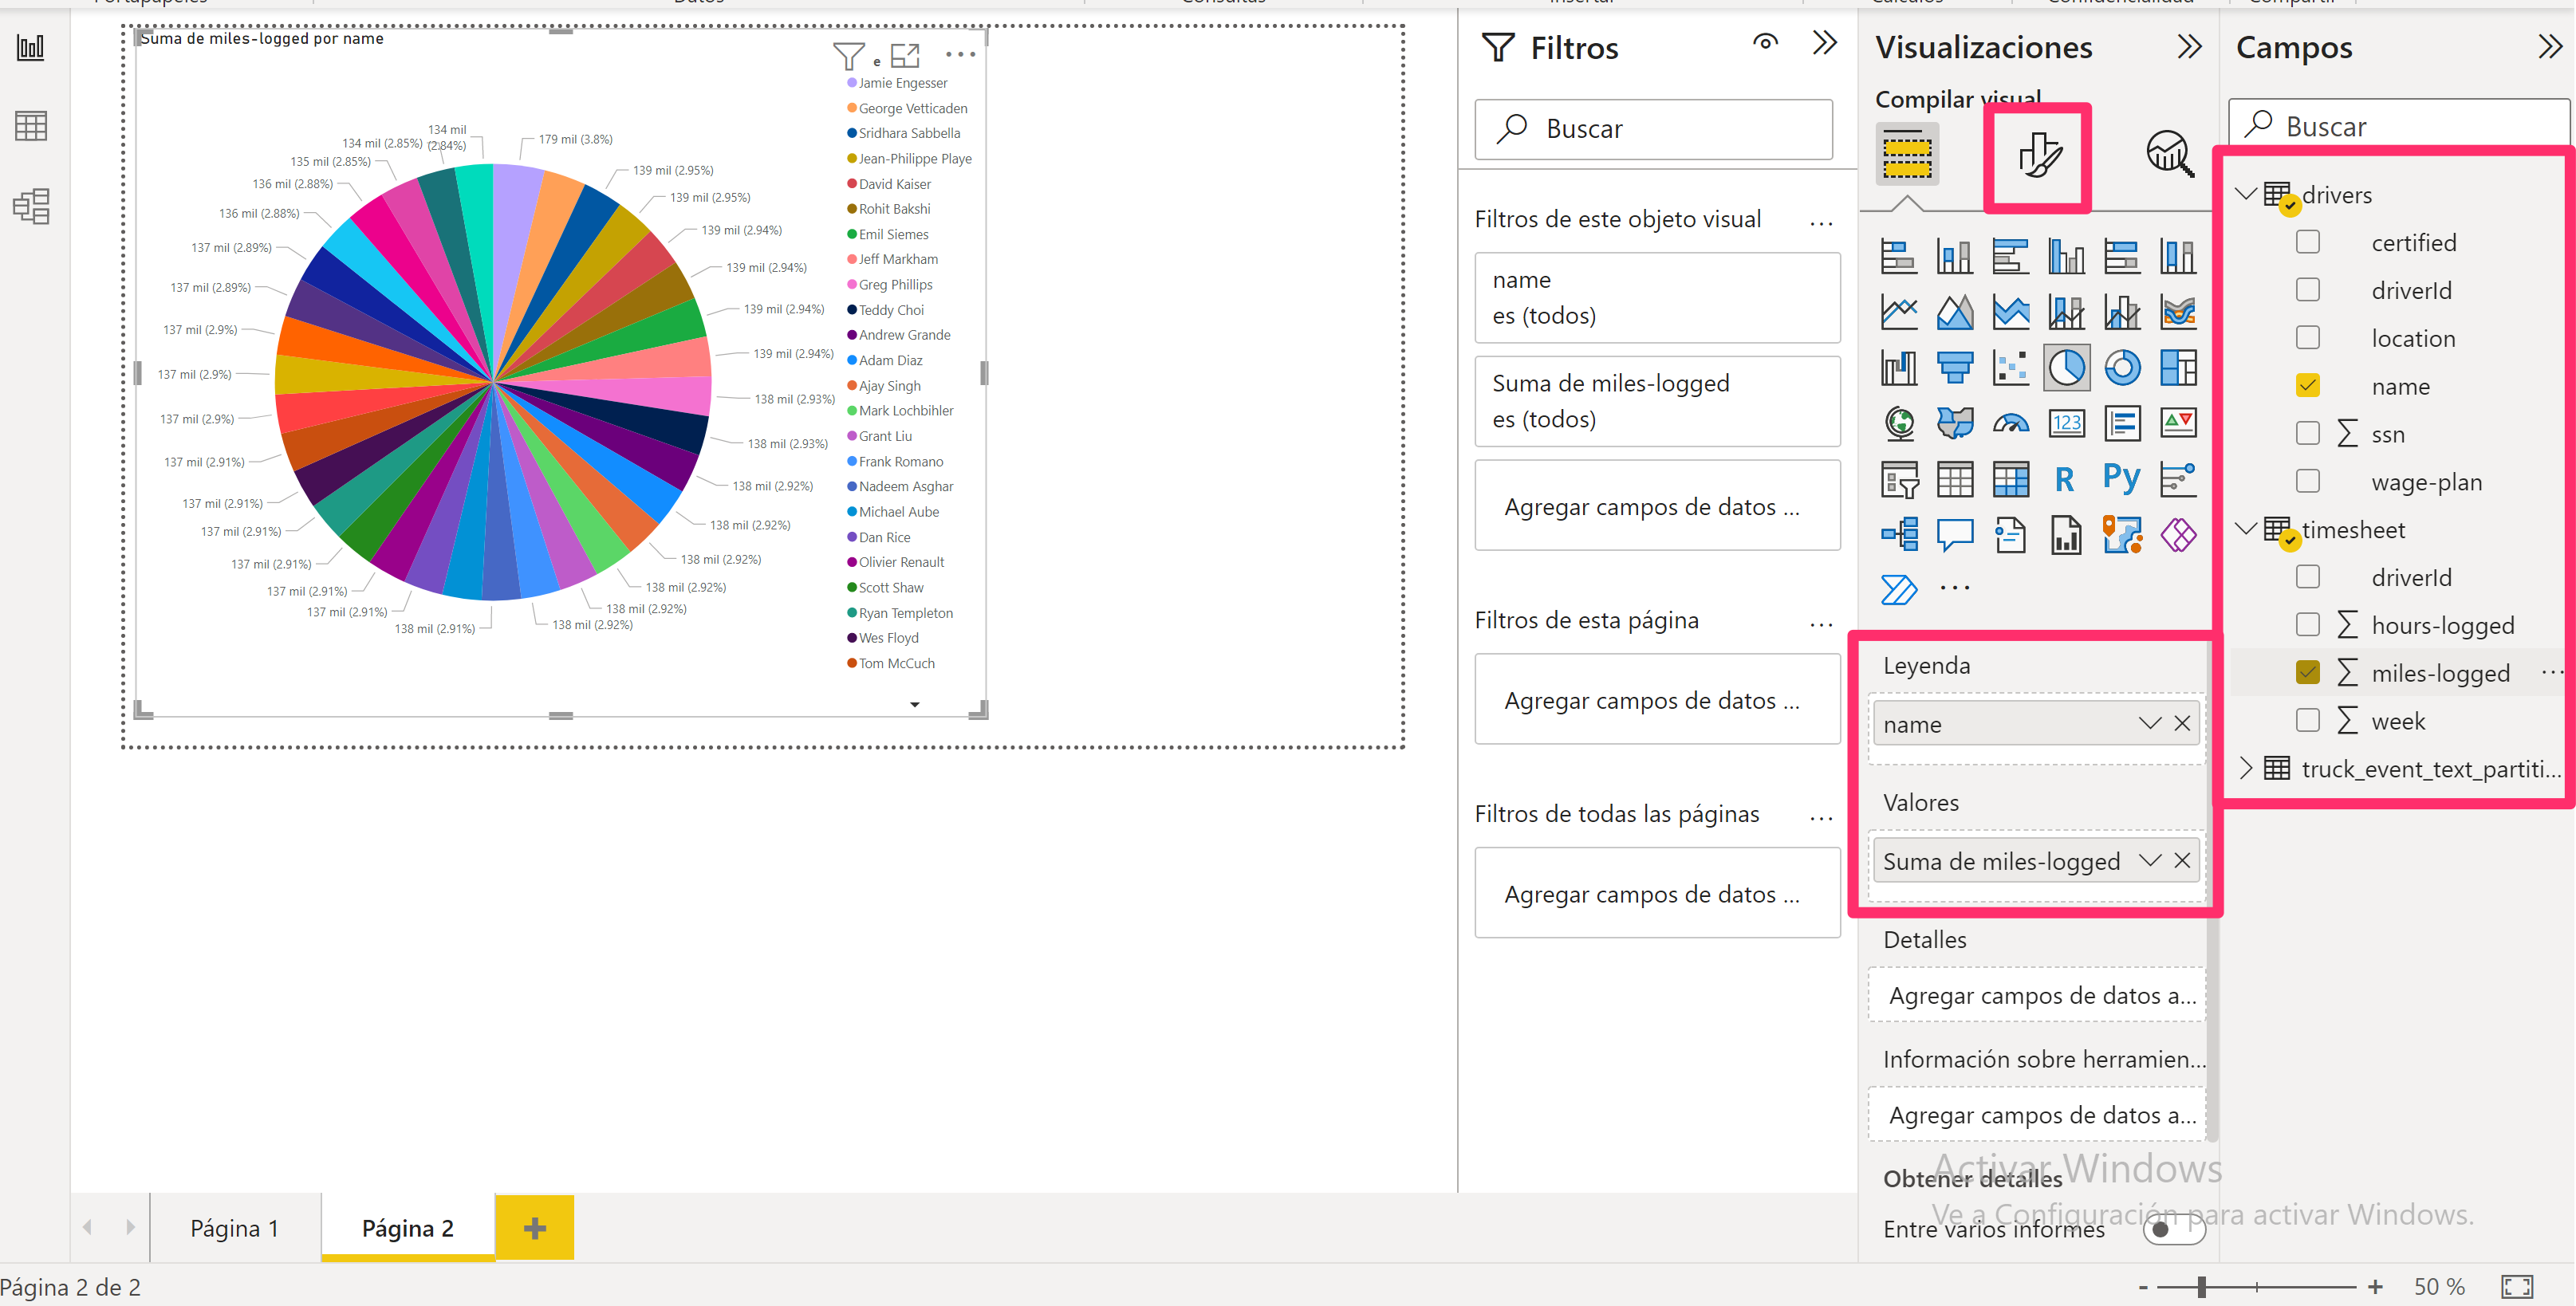 Portapapeles
Datos
Consultas
Insertar
Cálculos
Confidencialidad
Compartir
Suma de miles-logged por name
e
Jamie Engesser
George Vetticaden
Sridhara Sabbella
Jean-Philippe Playe
David Kaiser
Rohit Bakshi
Emil Siemes
Jeff Markham
Greg Phillips
Teddy Choi
Andrew Grande
Adam Diaz
Ajay Singh
Mark Lochbihler
Grant Liu
Frank Romano
Nadeem Asghar
Michael Aube
Dan Rice
Olivier Renault
Scott Shaw
Ryan Templeton
Wes Floyd
Tom McCuch
179 mil (3.8%)
139 mil (2.95%)
139 mil (2.95%)
139 mil (2.94%)
139 mil (2.94%)
139 mil (2.94%)
139 mil (2.94%)
138 mil (2.93%)
138 mil (2.93%)
138 mil (2.92%)
138 mil (2.92%)
138 mil (2.92%)
138 mil (2.92%)
138 mil (2.92%)
138 mil (2.92%)
138 mil (2.91%)
137 mil (2.91%)
137 mil (2.91%)
137 mil (2.91%)
137 mil (2.91%)
137 mil (2.91%)
137 mil (2.91%)
137 mil (2.9%)
137 mil (2.9%)
137 mil (2.9%)
137 mil (2.89%)
137 mil (2.89%)
136 mil (2.88%)
136 mil (2.88%)
135 mil (2.85%)
134 mil (2.85%)
134 mil
(2.84%)
Filtros
Buscar
Filtros de este objeto visual ...
name
es (todos)
Suma de miles-logged
es (todos)
Agregar campos de datos ...
Filtros de esta página ...
Agregar campos de datos ...
Filtros de todas las páginas ...
Agregar campos de datos ...
Visualizaciones
Compilar visual
123
R
Py
...
Leyenda
name
Valores
Suma de miles-logged
Detalles
Agregar campos de datos a...
Información sobre herramien...
Agregar campos de datos a...
Obtener detalles
Entre varios informes
Campos
Buscar
drivers
certified
driverId
location
name
ssn
wage-plan
timesheet
driverId
hours-logged
miles-logged ...
week
truck_event_text_partiti...
Activar Windows
Ve a Configuración para activar Windows.
Página 1
Página 2
+
Página 2 de 2
- + 50 %